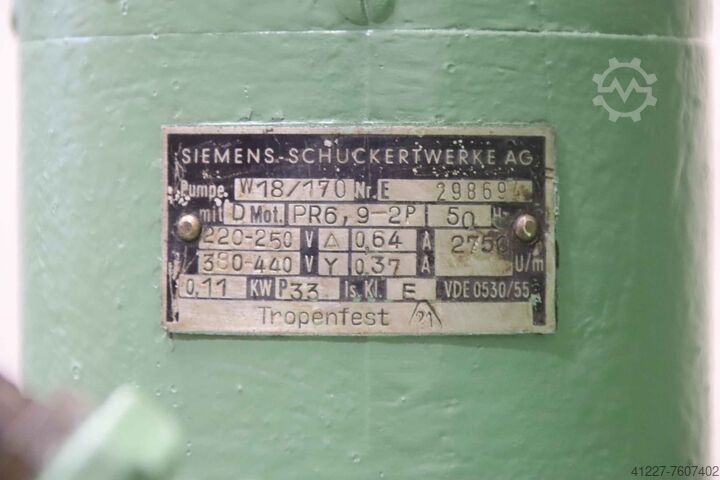 SIEMENS-SCHUCKERTWERKE AG
Pumpe W18/170 Nr. E 298694
mit D Mot. PR6,9-2P 50 Hz
220-250 V △ 0,64 A 2750
380-440 V Y 0,37 A U/m
0,11 KW P33 Is.Kl. E VDE 0530/55
Tropenfest 21
41227-7607402